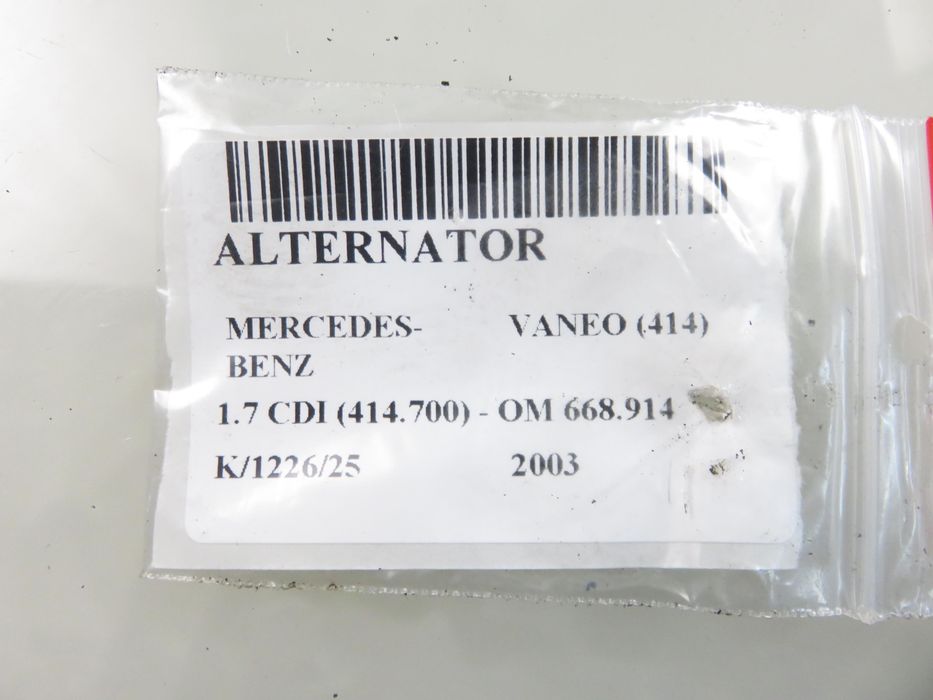 ALTERNATOR
MERCEDES- VANEO (414)
BENZ
1.7 CDI (414.700) - OM 668.914
K/1226/25 2003